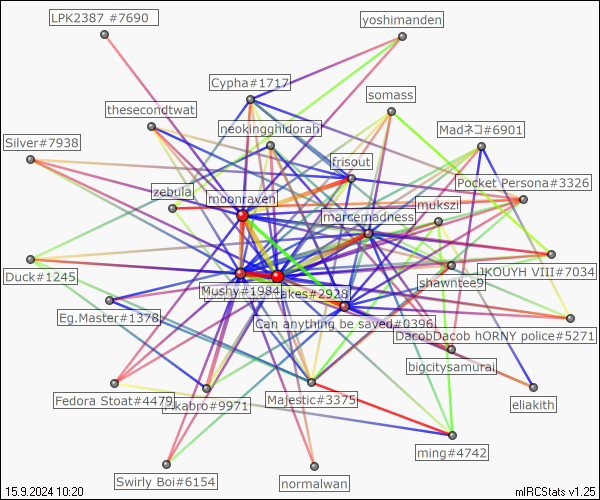 LPK2387 #7690
yoshimanden
Cypha#1717
somass
thesecondtwat
neokingghidorah
Madネコ#6901
Silver#7938
frisout
Pocket Persona#3326
zebula
moonraven
mukszi
marcemadness
Duck#1245
JKOUYH VIII#7034
shawntee9
Mushy#1984
akes#2928
Eg.Master#1378
Can anything be saved#0396
DacobDacob hORNY police#5271
bigcitysamurai
Fedora Stoat#4479
Akabro#9971
Majestic#3375
eliakith
ming#4742
Swirly Boi#6154
normalwan
15.9.2024 10:20
mIRCStats v1.25